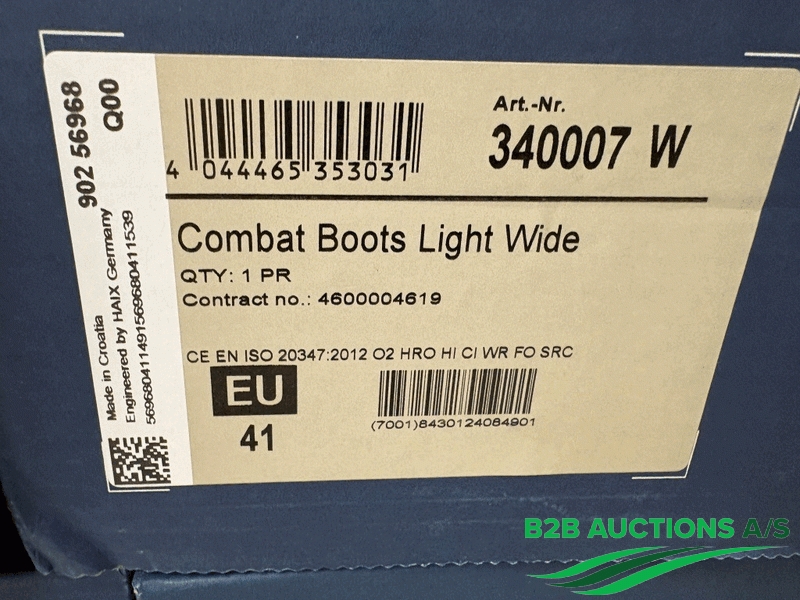 902 56968
Q00
Made in Croatia
Engineered by HAIX Germany
5696804114915696804 11539
4 044465 353031
Art.-Nr.
340007 W
Combat Boots Light Wide
QTY: 1 PR
Contract no.: 4600004619
CE EN ISO 20347:2012 O2 HRO HI CI WR FO SRC
EU
41
(7001)8430124084901
B2B AUCTIONS A/S